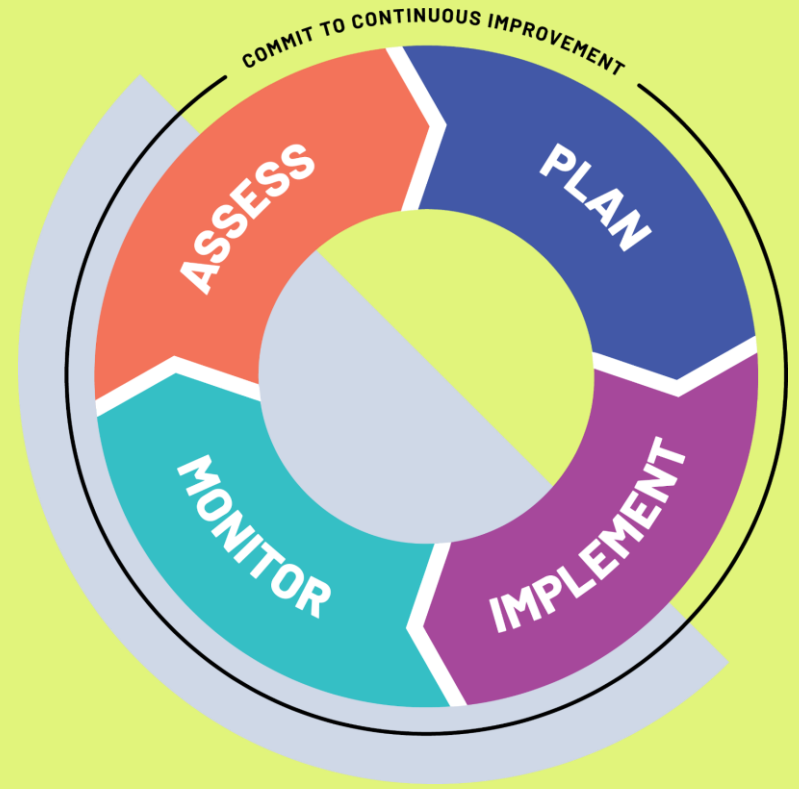 COMMIT TO CONTINUOUS IMPROVEMENT
ASSESS
PLAN
IMPLEMENT
MONITOR